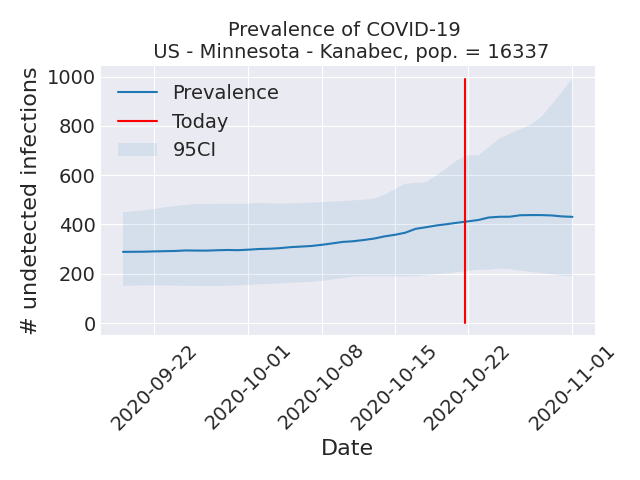 Prevalence of COVID-19
US - Minnesota - Kanabec, pop. = 16337
# undetected infections
1000
800
600
400
200
0
Prevalence
Today
95CI
2020-09-22
2020-10-01
2020-10-08
2020-10-15
2020-10-22
2020-11-01
Date